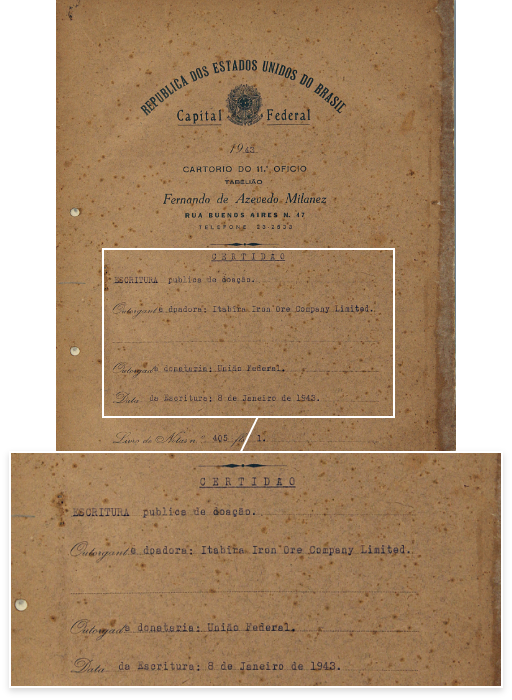 REPUBLICA DOS ESTADOS UNIDOS DO BRASIL
Capital Federal
CARTORIO DO 11.º OFICIO
TABELIÃO
Fernando de Azevedo Milanez
RUA BUENOS AIRES N. 47
TELEFONE
CERTIDAO
ESCRITURA publica de doação.
Outorgante doadora: Itabira Iron Ore Company Limited.
Outorgada donataria: União Federal.
Data da Escritura: 8 de Janeiro de 1943.
Livro de Notas n.º 405 fls 1.
CERTIDAO
ESCRITURA publica de doação.
Outorgante doadora: Itabira Iron Ore Company Limited.
Outorgada donataria: União Federal.
Data da Escritura: 8 de Janeiro de 1943.